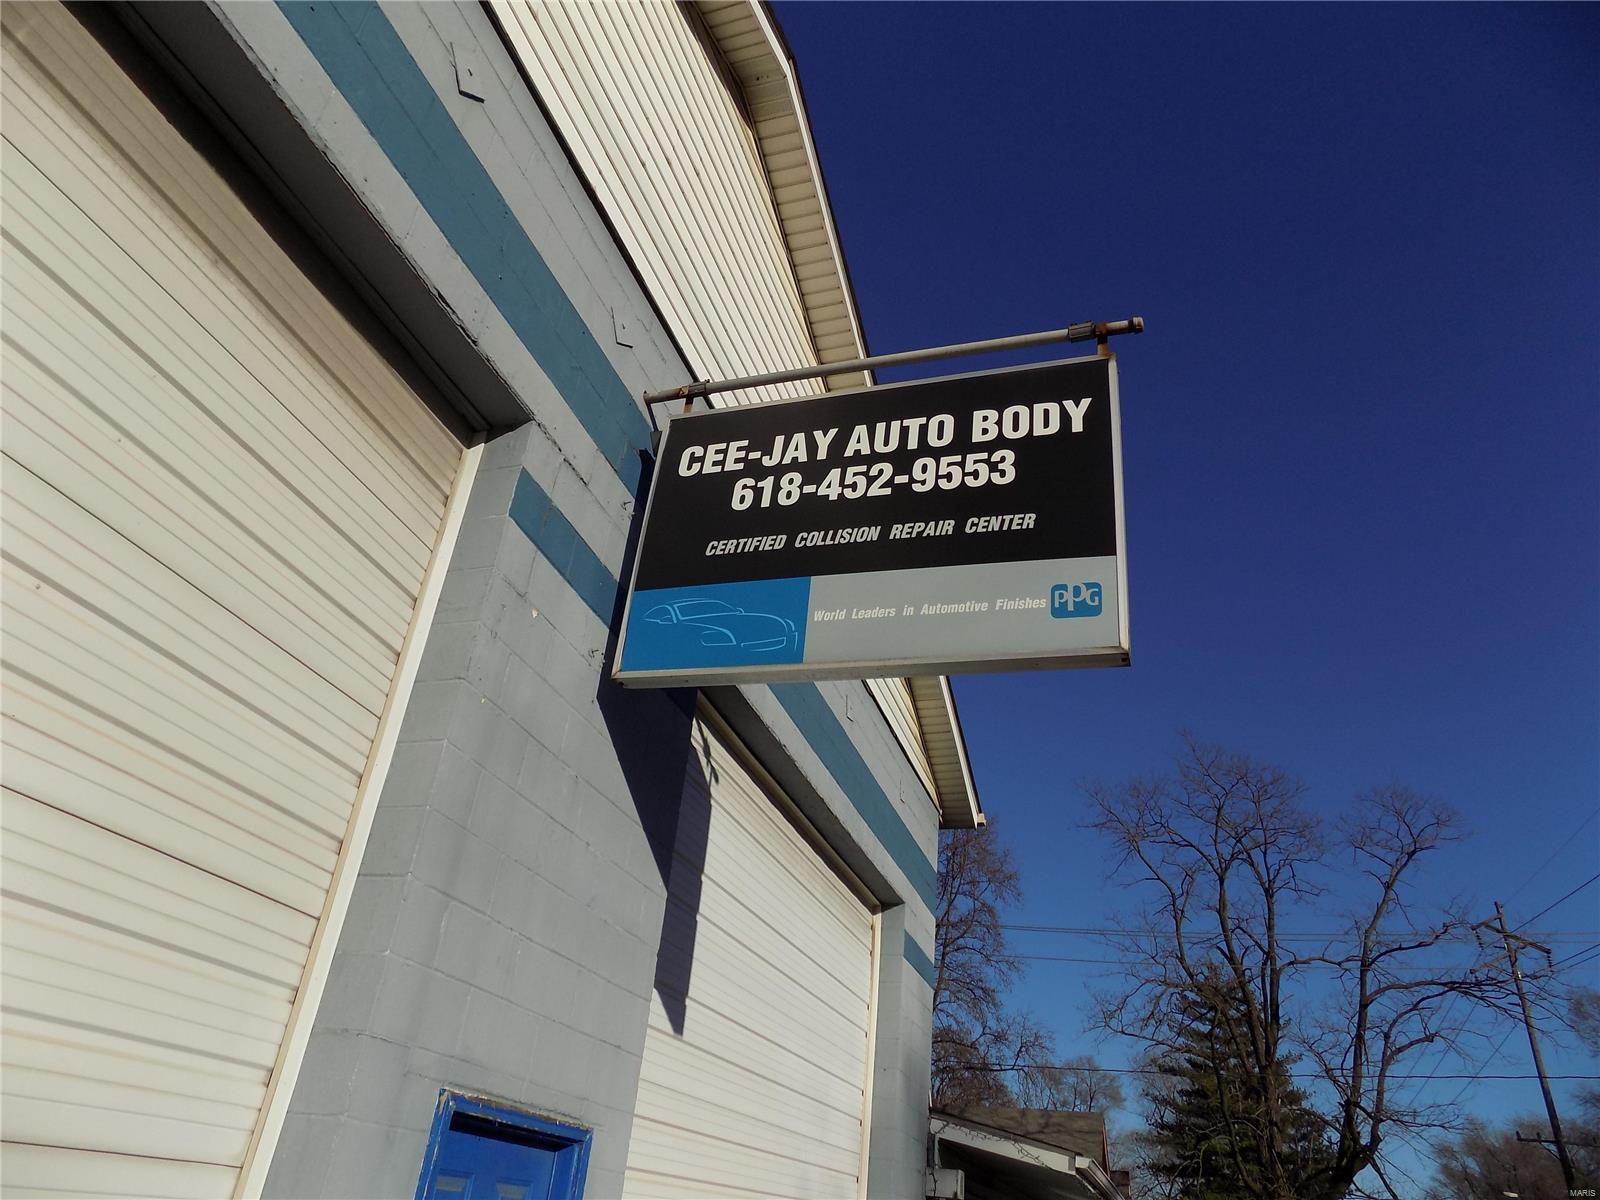 CEE-JAY AUTO BODY
618-452-9553
CERTIFIED COLLISION REPAIR CENTER
World Leaders in Automotive Finishes PPG
MARIS